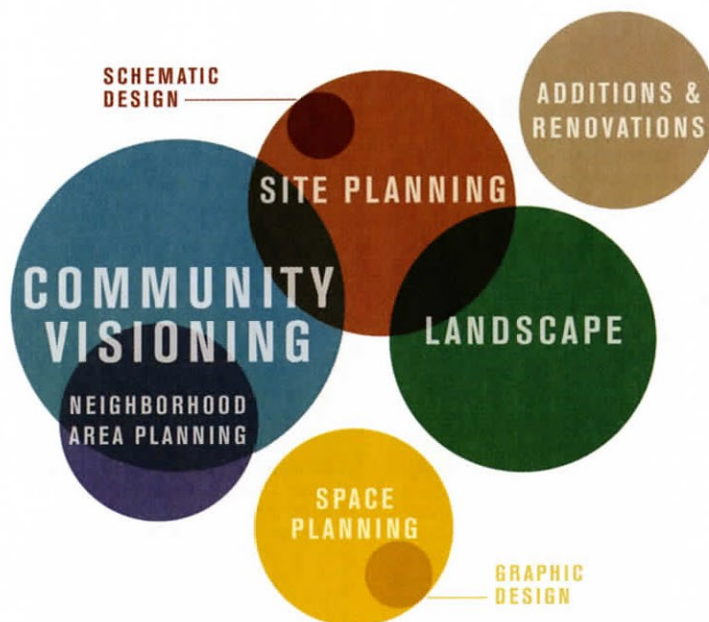 SCHEMATIC
DESIGN
ADDITIONS &
RENOVATIONS
SITE PLANNING
COMMUNITY
VISIONING
LANDSCAPE
NEIGHBORHOOD
AREA PLANNING
SPACE
PLANNING
GRAPHIC
DESIGN